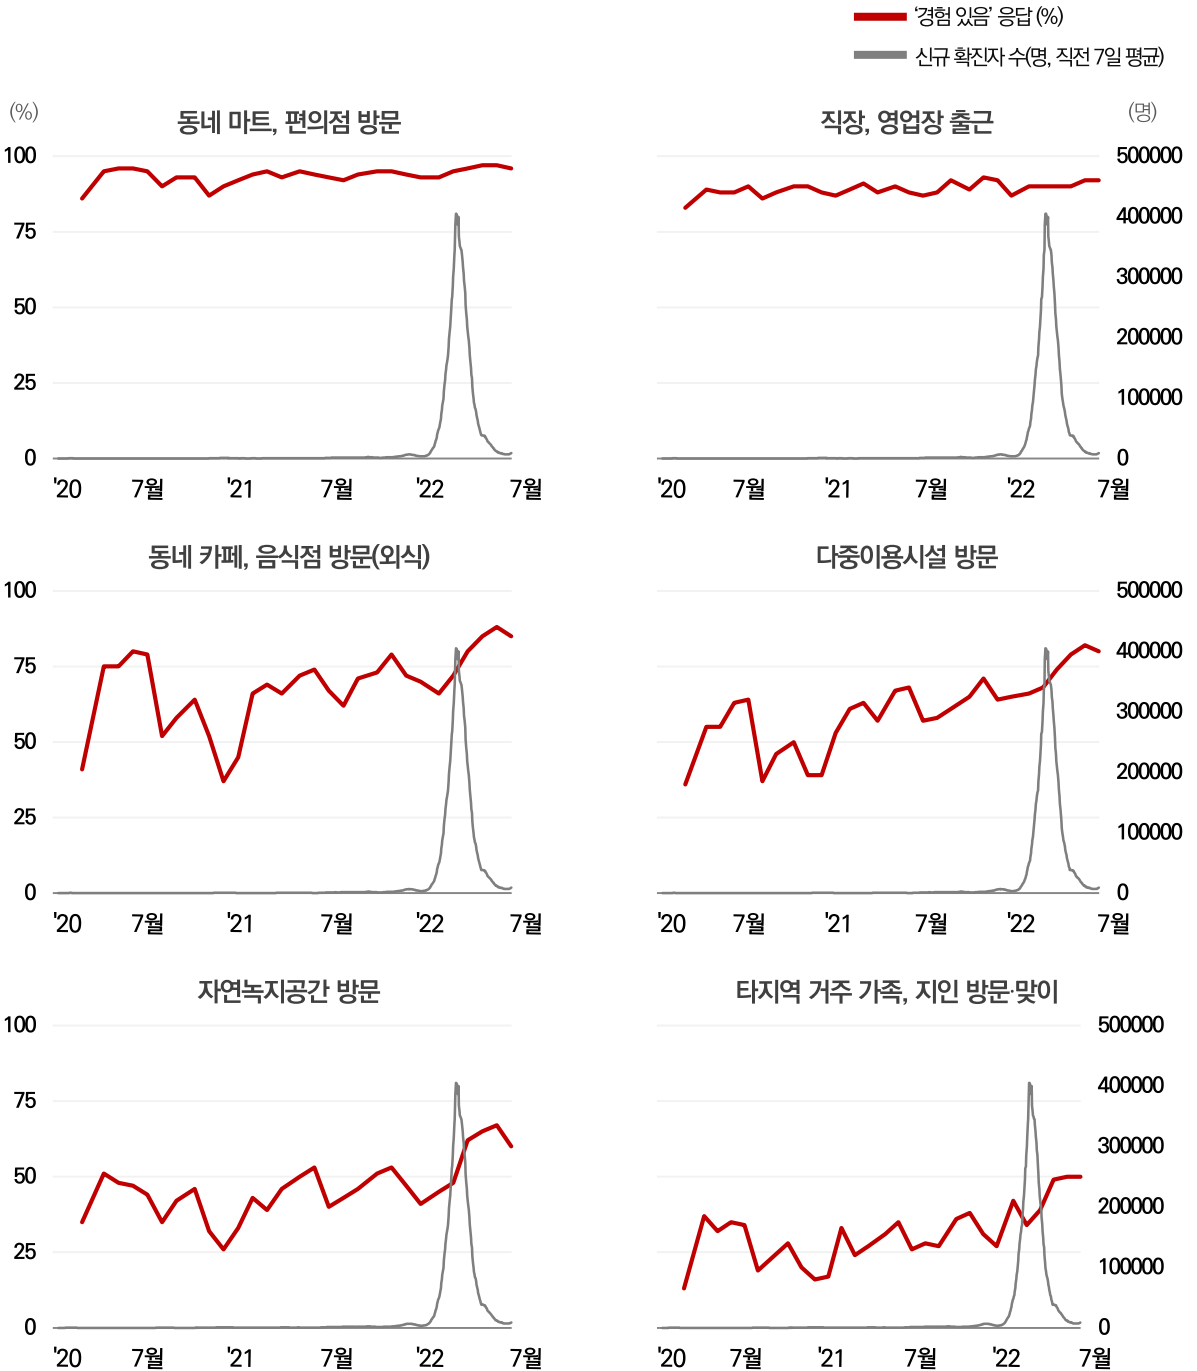 ‘경험 있음’ 응답 (%)
신규 확진자 수(명, 직전 7일 평균)
(%)
동네 마트, 편의점 방문
100
75
50
25
0
'20 7월 '21 7월 '22 7월
직장, 영업장 출근
(명)
500000
400000
300000
200000
100000
0
'20 7월 '21 7월 '22 7월
동네 카페, 음식점 방문(외식)
100
75
50
25
0
'20 7월 '21 7월 '22 7월
다중이용시설 방문
500000
400000
300000
200000
100000
0
'20 7월 '21 7월 '22 7월
자연녹지공간 방문
100
75
50
25
0
'20 7월 '21 7월 '22 7월
타지역 거주 가족, 지인 방문·맞이
500000
400000
300000
200000
100000
0
'20 7월 '21 7월 '22 7월